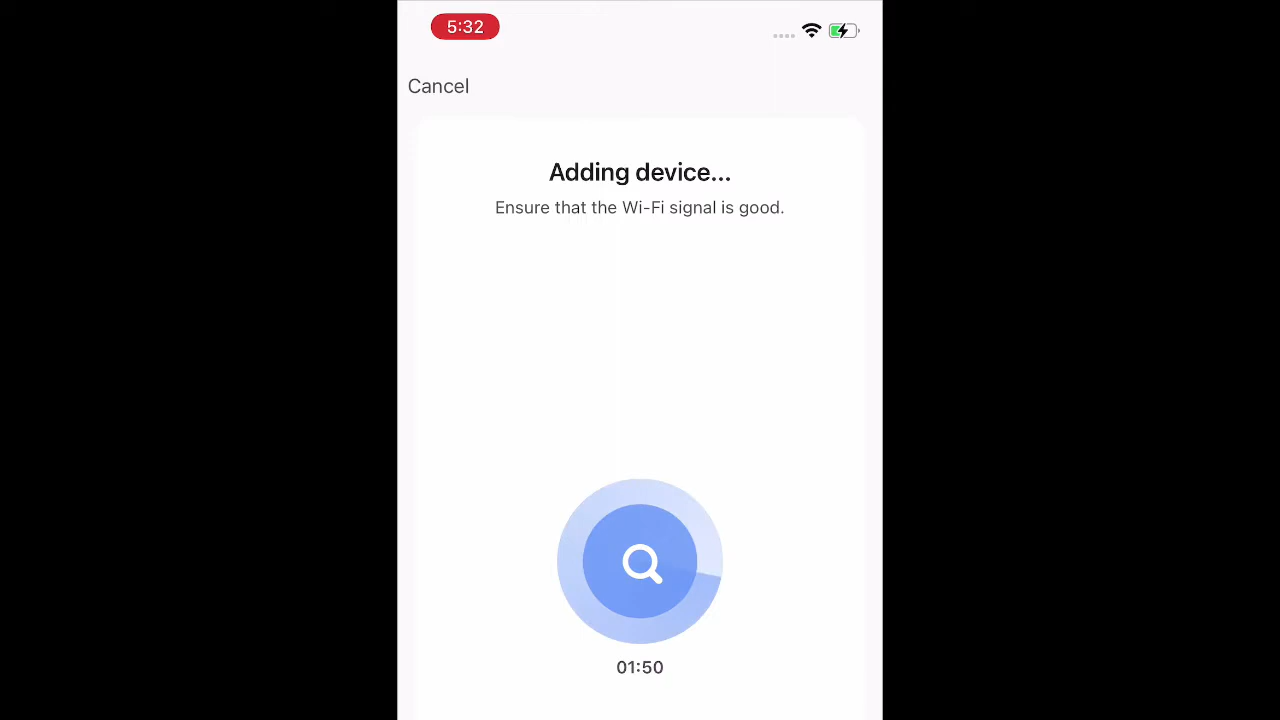 5:32
Cancel
Adding device...
Ensure that the Wi-Fi signal is good.
01:50